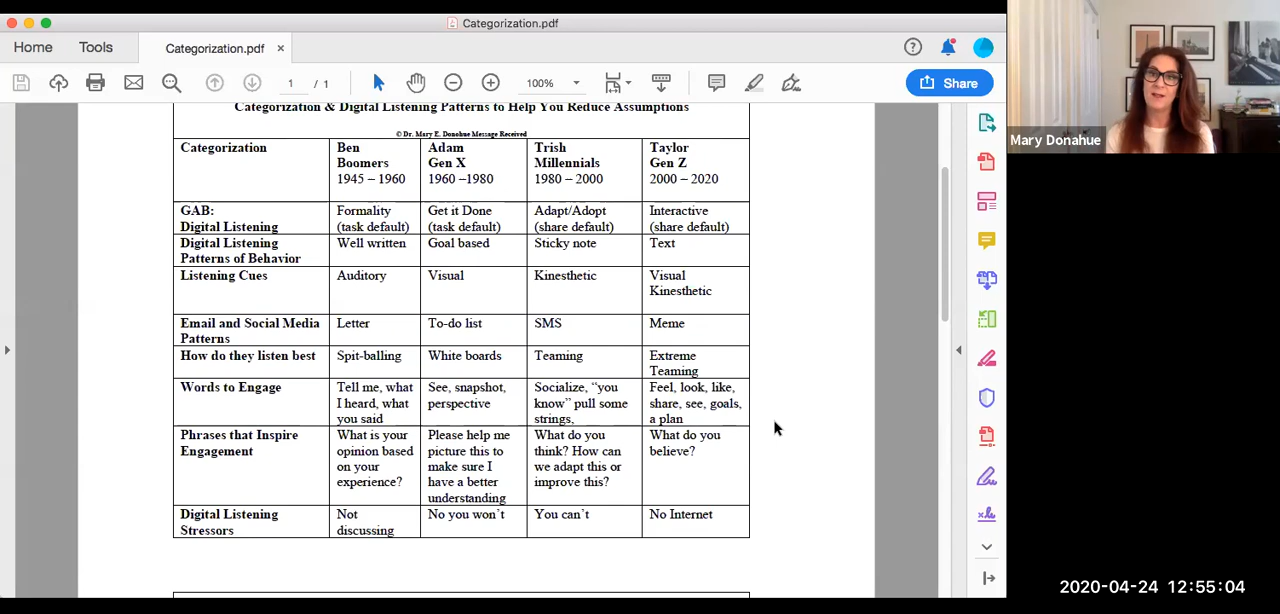 Categorization.pdf
Home
Tools
Categorization.pdf ×
1 / 1
100%
Share
Mary Donahue
Categorization & Digital Listening Patterns to Help You Reduce Assumptions
© Dr. Mary E. Donohue Message Received
Categorization
Ben
Boomers
1945 – 1960
Adam
Gen X
1960 –1980
Trish
Millennials
1980 – 2000
Taylor
Gen Z
2000 – 2020
GAB:
Digital Listening
Formality
(task default)
Get it Done
(task default)
Adapt/Adopt
(share default)
Interactive
(share default)
Digital Listening
Patterns of Behavior
Well written
Goal based
Sticky note
Text
Listening Cues
Auditory
Visual
Kinesthetic
Visual
Kinesthetic
Email and Social Media
Patterns
Letter
To-do list
SMS
Meme
How do they listen best
Spit-balling
White boards
Teaming
Extreme
Teaming
Words to Engage
Tell me, what
I heard, what
you said
See, snapshot,
perspective
Socialize, “you
know” pull some
strings,
Feel, look, like,
share, see, goals,
a plan
Phrases that Inspire
Engagement
What is your
opinion based
on your
experience?
Please help me
picture this to
make sure I
have a better
understanding
What do you
think? How can
we adapt this or
improve this?
What do you
believe?
Digital Listening
Stressors
Not
discussing
No you won’t
You can’t
No Internet
2020-04-24 12:55:04